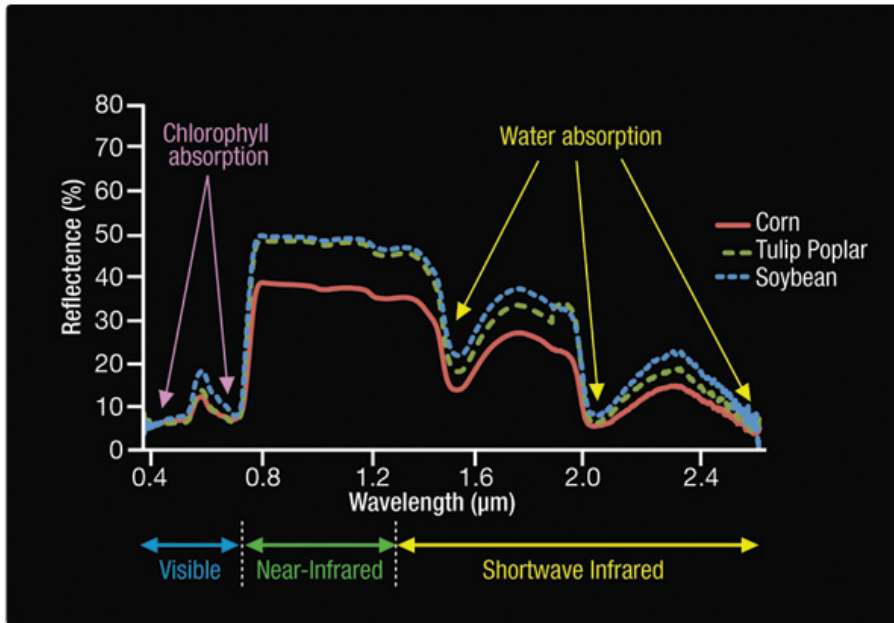 80
70
60
50
40
30
20
10
0
Reflectence (%)
Chlorophyll
absorption
Water absorption
Corn
Tulip Poplar
Soybean
0.4 0.8 1.2 1.6 2.0 2.4
Wavelength (µm)
Visible Near-Infrared Shortwave Infrared